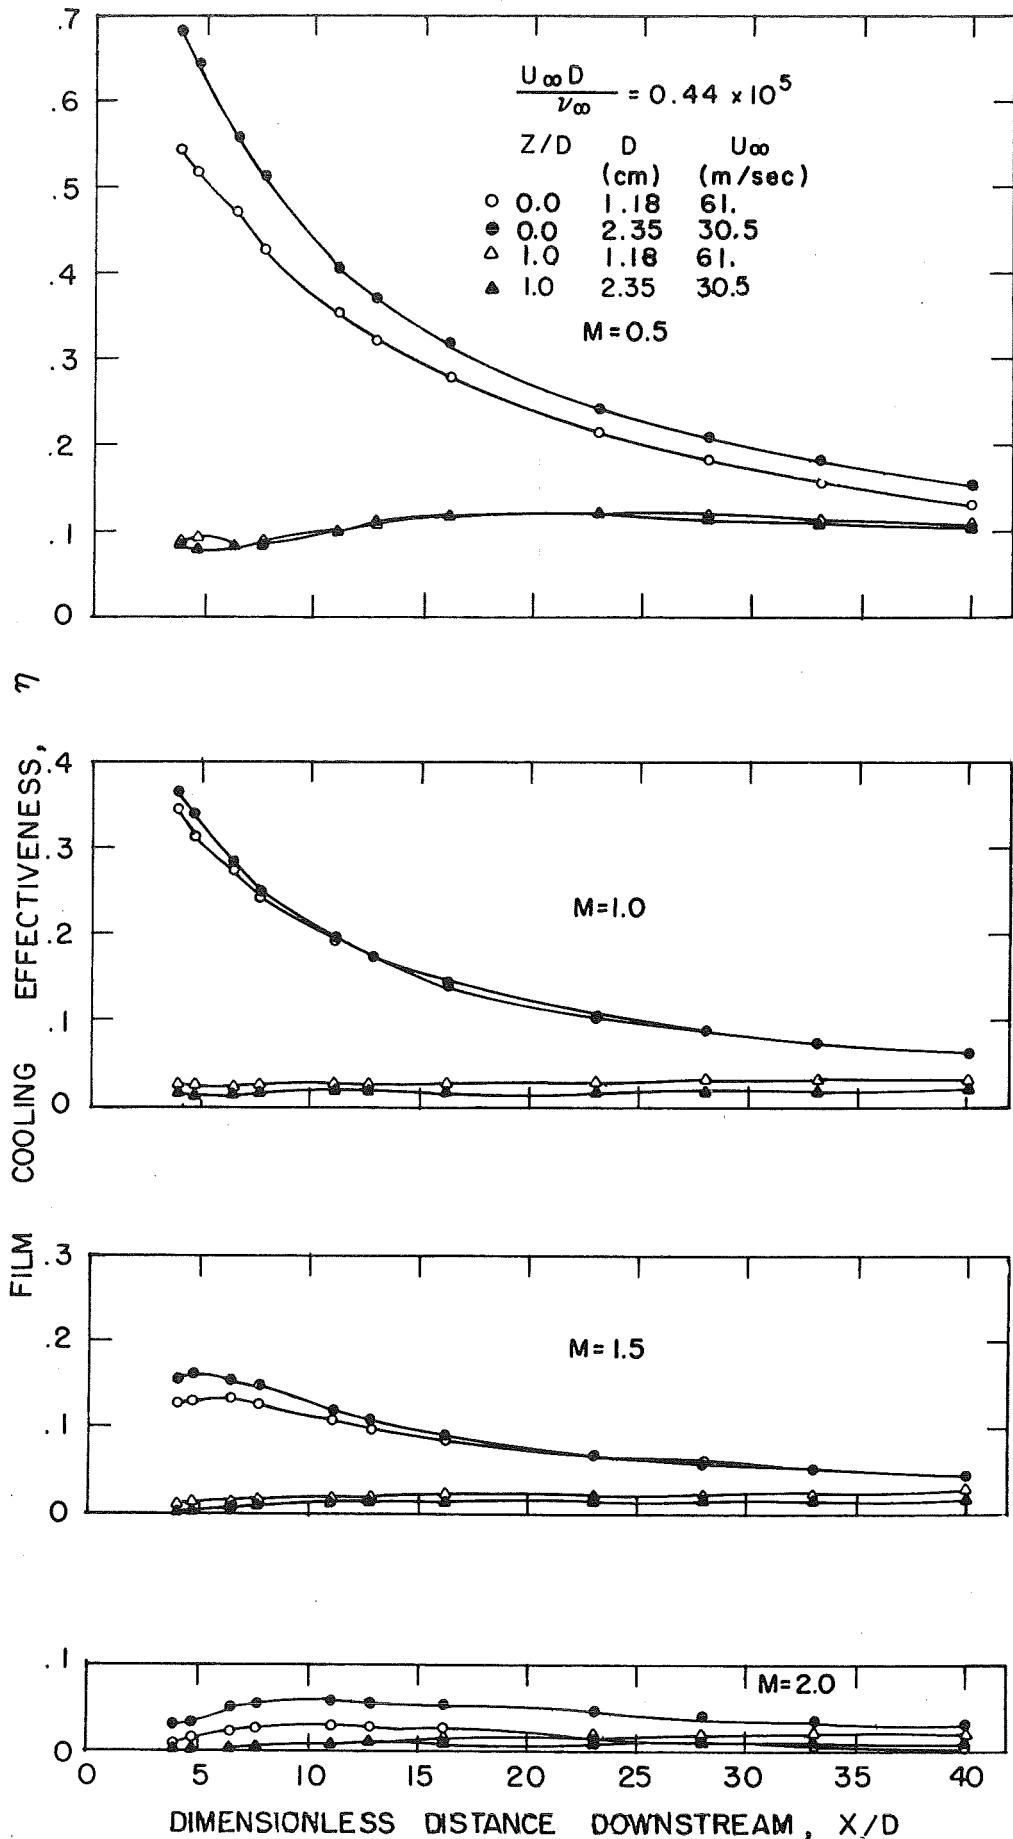 .7
.6
.5
.4
.3
.2
.1
0
U∞ D / ν∞ = 0.44 × 10⁵
Z/D D U∞
(cm) (m/sec)
○ 0.0 1.18 61.
● 0.0 2.35 30.5
△ 1.0 1.18 61.
▲ 1.0 2.35 30.5
M=0.5
FILM COOLING EFFECTIVENESS, η
.4
.3
.2
.1
0
M=1.0
.3
.2
.1
0
M=1.5
.1
0
M=2.0
0 5 10 15 20 25 30 35 40
DIMENSIONLESS DISTANCE DOWNSTREAM, X/D